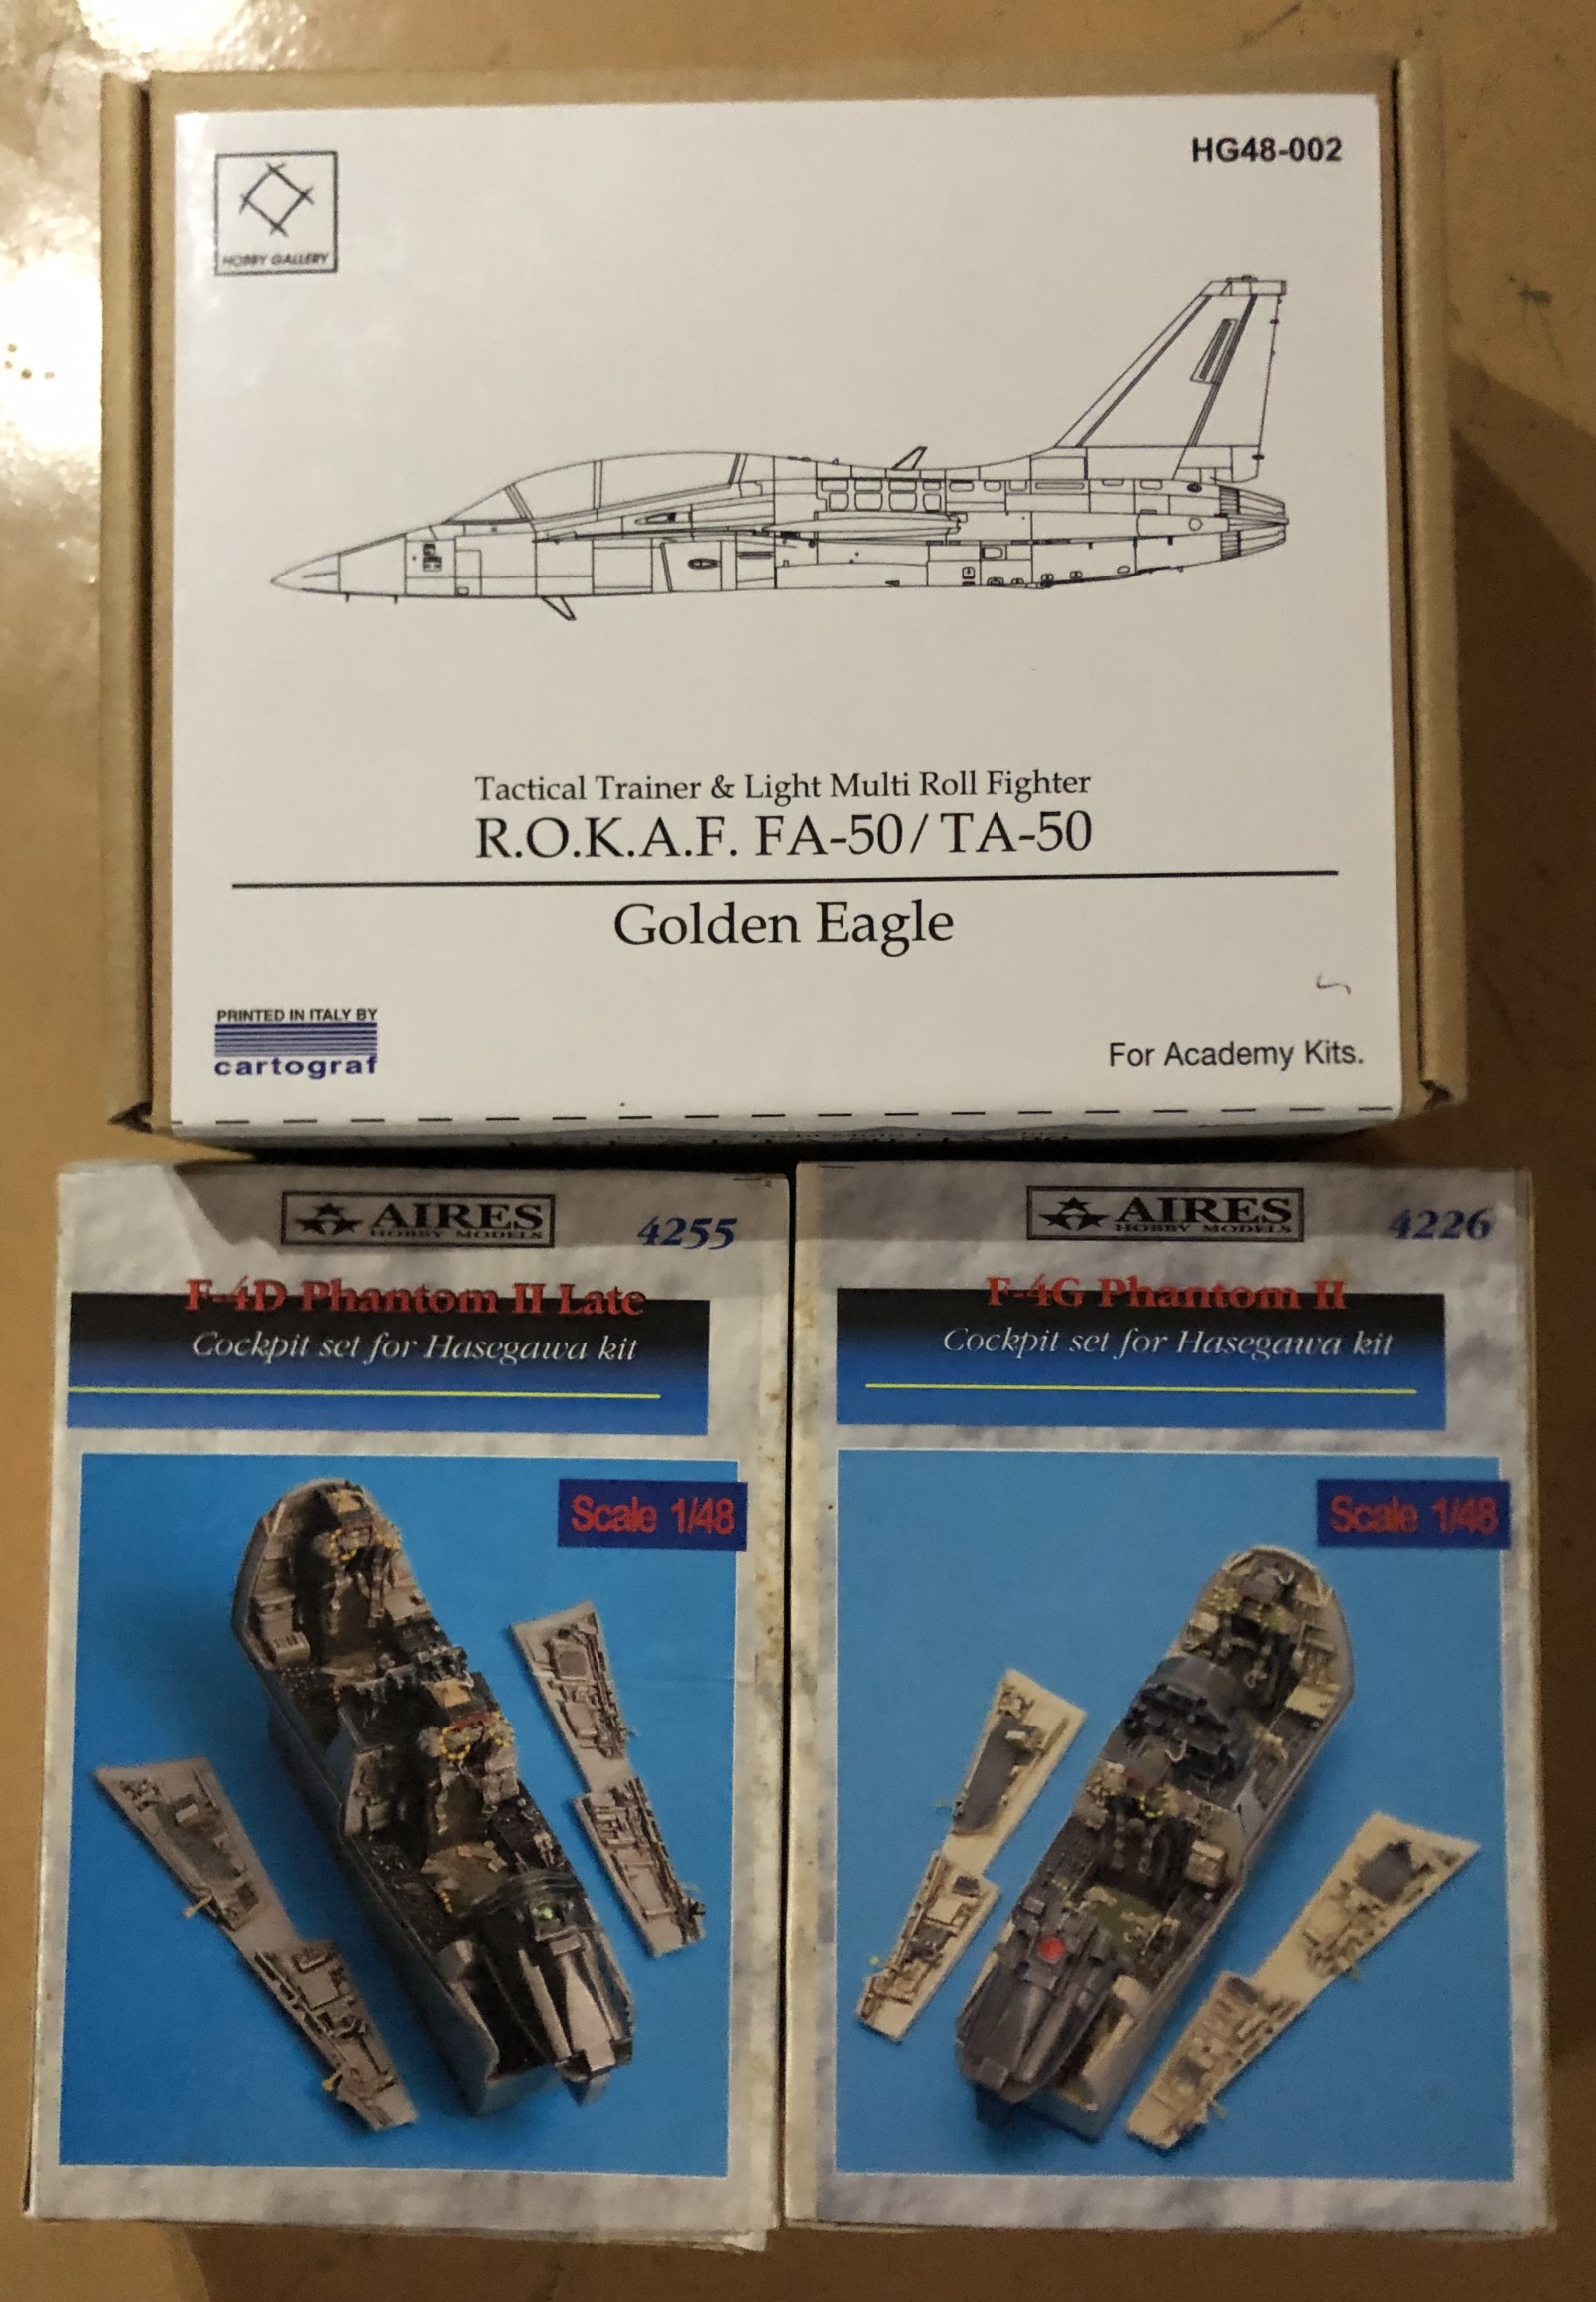 HG48-002
HOBBY GALLERY
Tactical Trainer & Light Multi Roll Fighter
R.O.K.A.F. FA-50/TA-50
Golden Eagle
PRINTED IN ITALY BY
cartograf
For Academy Kits.
AIRES
HOBBY MODELS
4255
F-4D Phantom II Late
Cockpit set for Hasegawa kit
Scale 1/48
AIRES
HOBBY MODELS
4226
F-4G Phantom II
Cockpit set for Hasegawa kit
Scale 1/48